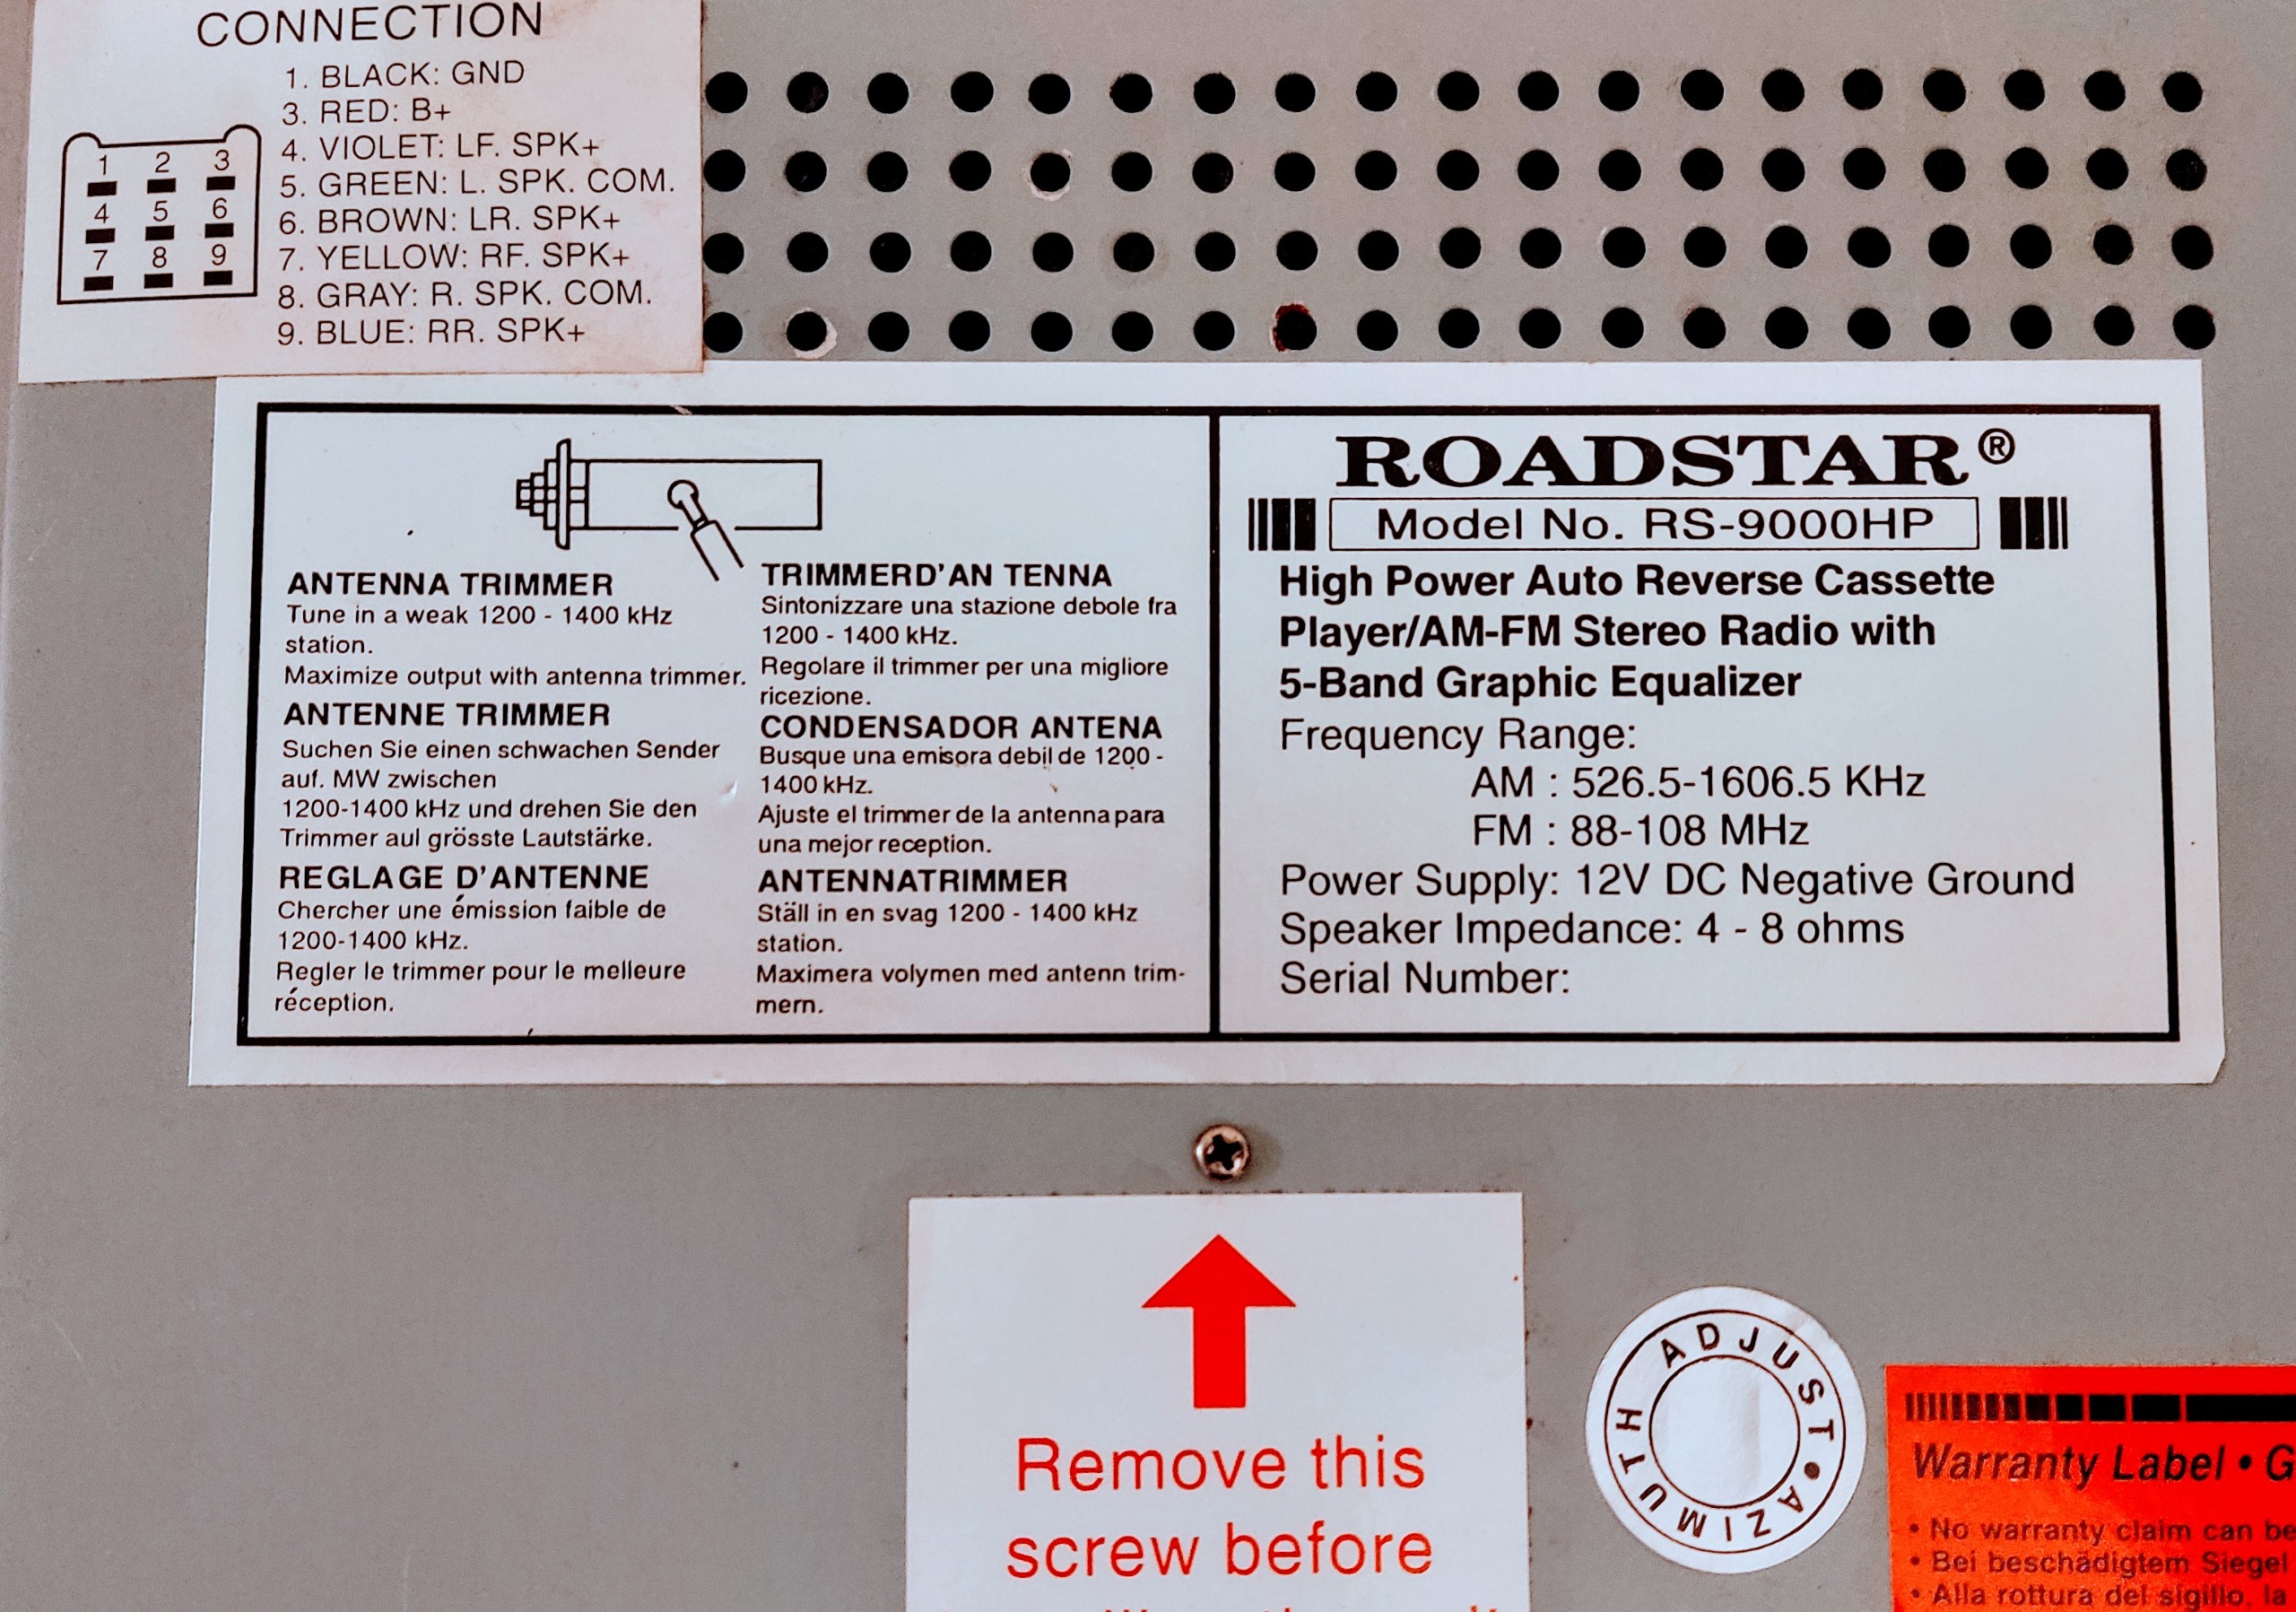 CONNECTION
1. BLACK: GND
3. RED: B+
4. VIOLET: LF. SPK+
5. GREEN: L. SPK. COM.
6. BROWN: LR. SPK+
7. YELLOW: RF. SPK+
8. GRAY: R. SPK. COM.
9. BLUE: RR. SPK+
1 2 3
4 5 6
7 8 9
ANTENNA TRIMMER
Tune in a weak 1200 - 1400 kHz
station.
Maximize output with antenna trimmer.
ANTENNE TRIMMER
Suchen Sie einen schwachen Sender
auf. MW zwischen
1200-1400 kHz und drehen Sie den
Trimmer aul grösste Lautstärke.
REGLAGE D'ANTENNE
Chercher une émission faible de
1200-1400 kHz.
Regler le trimmer pour le melleure
réception.
TRIMMERD'AN TENNA
Sintonizzare una stazione debole fra
1200 - 1400 kHz.
Regolare il trimmer per una migliore
ricezione.
CONDENSADOR ANTENA
Busque una emisora debil de 1200 -
1400 kHz.
Ajuste el trimmer de la antenna para
una mejor reception.
ANTENNATRIMMER
Ställ in en svag 1200 - 1400 kHz
station.
Maximera volymen med antenn trim-
mern.
ROADSTAR®
Model No. RS-9000HP
High Power Auto Reverse Cassette
Player/AM-FM Stereo Radio with
5-Band Graphic Equalizer
Frequency Range:
AM : 526.5-1606.5 KHz
FM : 88-108 MHz
Power Supply: 12V DC Negative Ground
Speaker Impedance: 4 - 8 ohms
Serial Number:
Remove this
screw before
ADJUST • AZIMUTH
Warranty Label • G
• No warranty claim can be
• Bei beschädigtem Siegel
• Alla rottura del sigillo, la